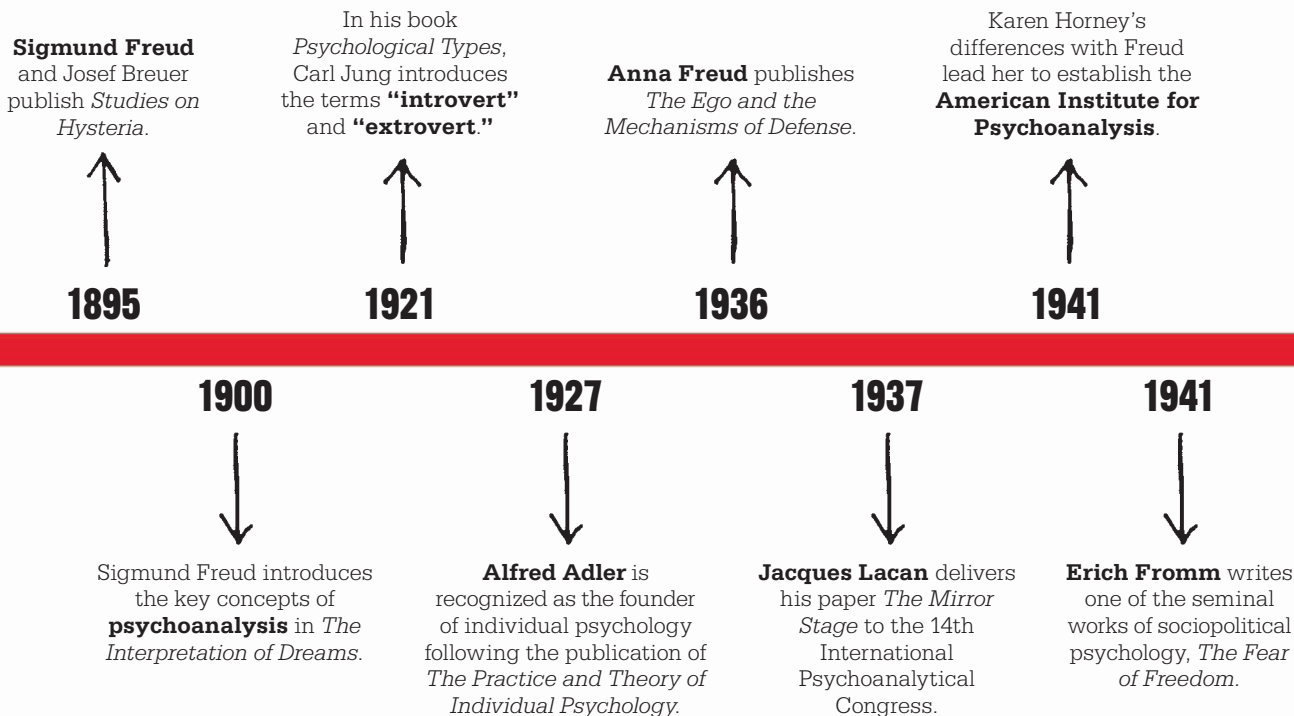 Sigmund Freud
and Josef Breuer
publish Studies on
Hysteria.
1895
In his book
Psychological Types,
Carl Jung introduces
the terms “introvert”
and “extrovert.”
1921
Anna Freud publishes
The Ego and the
Mechanisms of Defense.
1936
Karen Horney’s
differences with Freud
lead her to establish the
American Institute for
Psychoanalysis.
1941
1900
Sigmund Freud introduces
the key concepts of
psychoanalysis in The
Interpretation of Dreams.
1927
Alfred Adler is
recognized as the founder
of individual psychology
following the publication of
The Practice and Theory of
Individual Psychology.
1937
Jacques Lacan delivers
his paper The Mirror
Stage to the 14th
International
Psychoanalytical
Congress.
1941
Erich Fromm writes
one of the seminal
works of sociopolitical
psychology, The Fear
of Freedom.